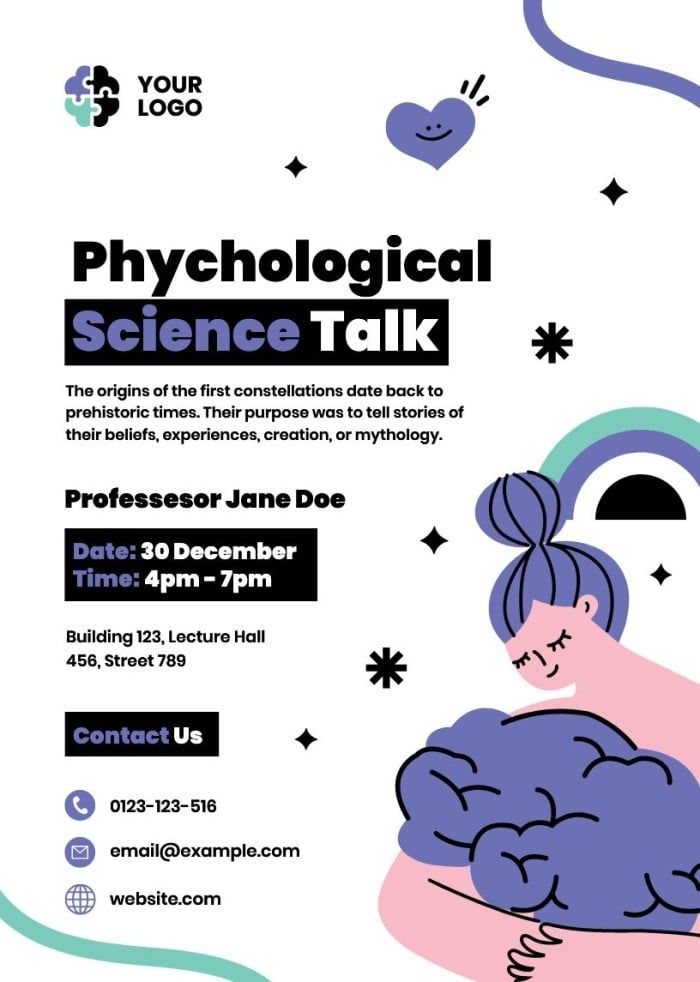 YOUR
LOGO
Phychological
Science Talk
The origins of the first constellations date back to
prehistoric times. Their purpose was to tell stories of
their beliefs, experiences, creation, or mythology.
Professesor Jane Doe
Date: 30 December
Time: 4pm - 7pm
Building 123, Lecture Hall
456, Street 789
Contact Us
0123-123-516
email@example.com
website.com